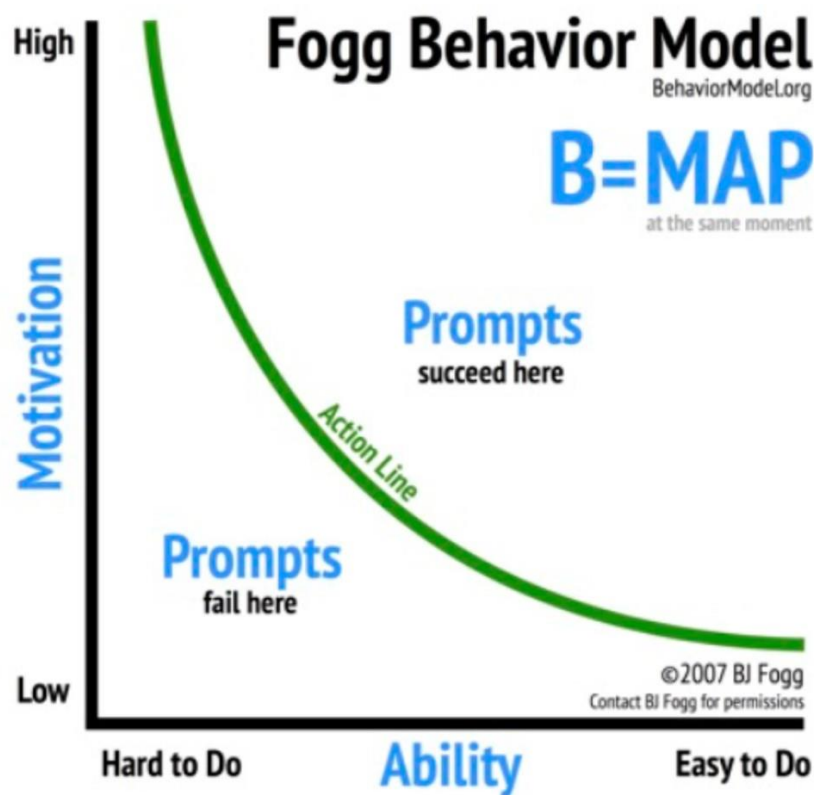 High
Fogg Behavior Model
BehaviorModel.org
B=MAP
at the same moment
Motivation
Prompts
succeed here
Action Line
Prompts
fail here
Low
©2007 BJ Fogg
Contact BJ Fogg for permissions
Hard to Do
Ability
Easy to Do